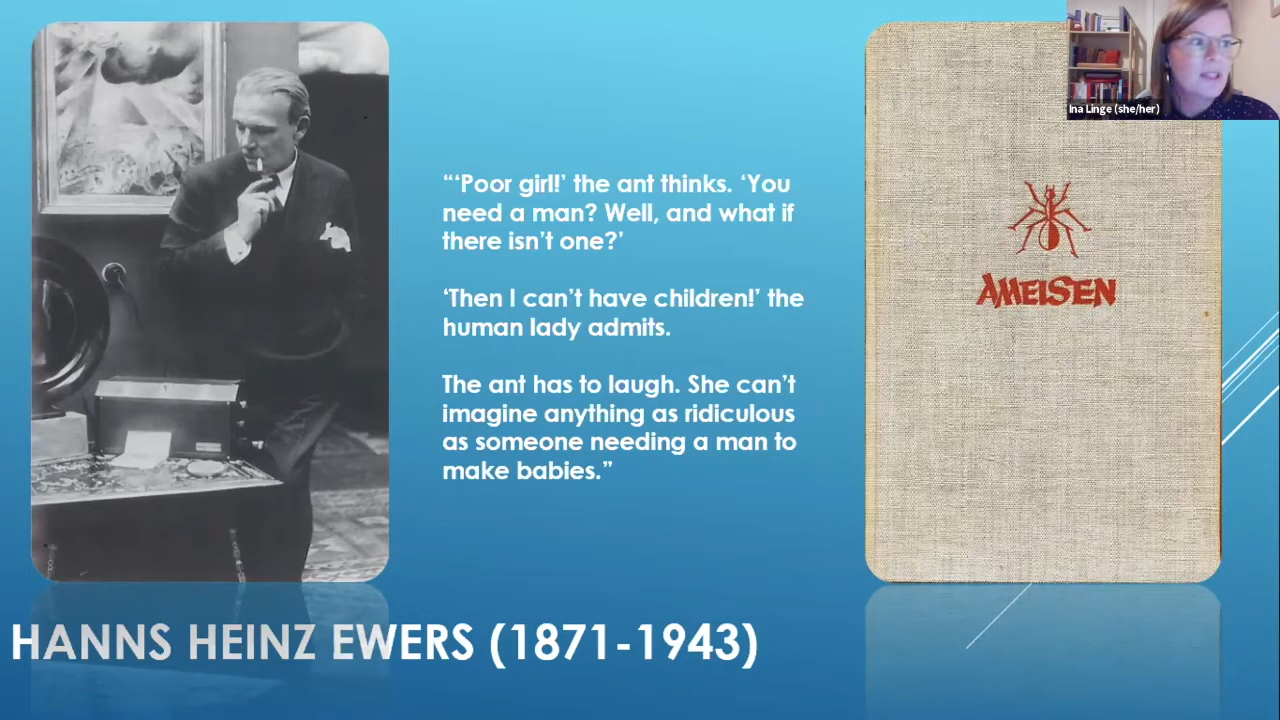 Ina Linge (she/her)
“‘Poor girl!’ the ant thinks. ‘You
need a man? Well, and what if
there isn’t one?’
‘Then I can’t have children!’ the
human lady admits.
The ant has to laugh. She can’t
imagine anything as ridiculous
as someone needing a man to
make babies.”
AMEISEN
HANNS HEINZ EWERS (1871-1943)